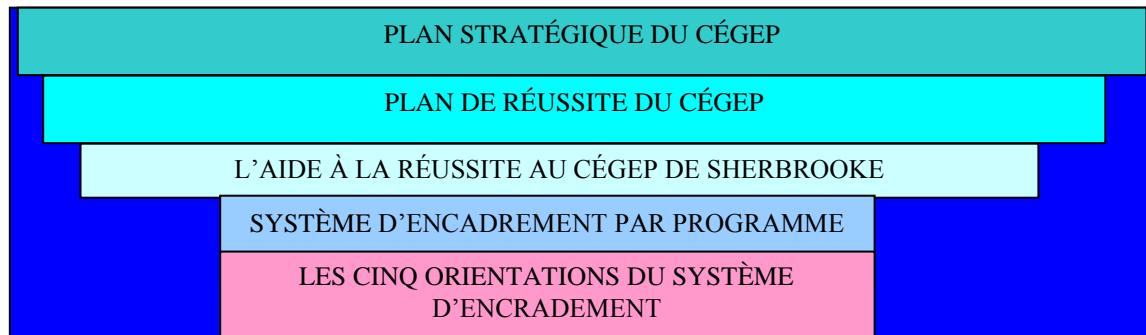 PLAN STRATÉGIQUE DU CÉGEP
PLAN DE RÉUSSITE DU CÉGEP
L’AIDE À LA RÉUSSITE AU CÉGEP DE SHERBROOKE
SYSTÈME D’ENCADREMENT PAR PROGRAMME
LES CINQ ORIENTATIONS DU SYSTÈME
D’ENCRADEMENT